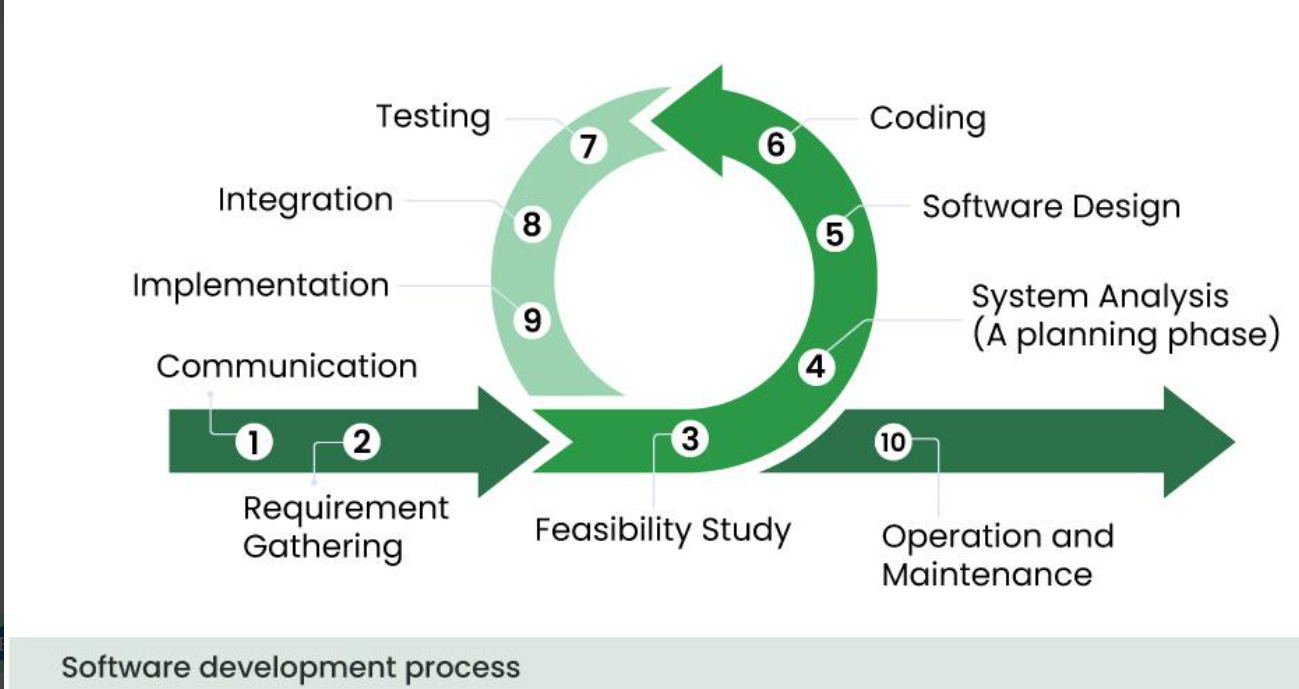 Testing
7
6
Coding
Integration
8
5
Software Design
Implementation
9
System Analysis
(A planning phase)
4
Communication
1
2
3
10
Requirement
Gathering
Feasibility Study
Operation and
Maintenance
Software development process